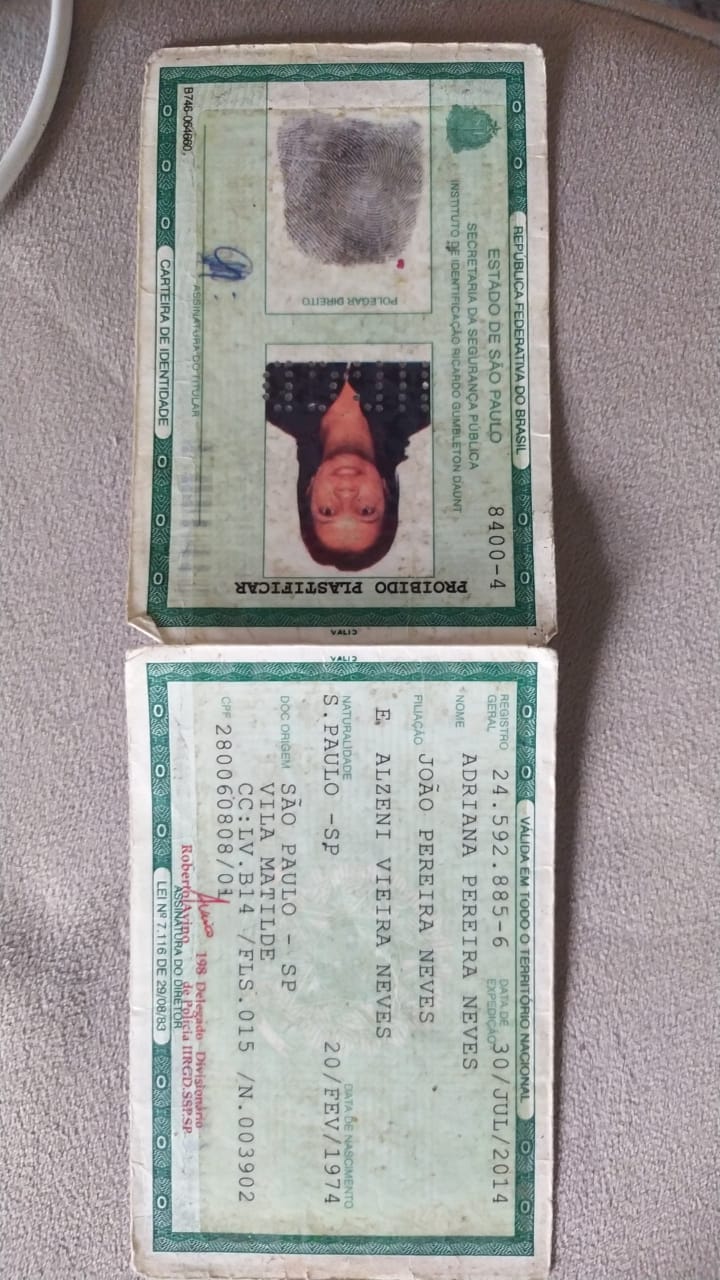 REPÚBLICA FEDERATIVA DO BRASIL
ESTADO DE SÃO PAULO 8400-4
SECRETARIA DA SEGURANÇA PÚBLICA
INSTITUTO DE IDENTIFICAÇÃO RICARDO GUMBLETON DAUNT
POLEGAR DIREITO
PROIBIDO PLASTIFICAR
ASSINATURA DO TITULAR
B746-064660,
CARTEIRA DE IDENTIDADE
VÁLIDA EM TODO O TERRITÓRIO NACIONAL
REGISTRO GERAL 24.592.885-6 DATA DE EXPEDIÇÃO 30/JUL/2014
NOME ADRIANA PEREIRA NEVES
FILIAÇÃO JOÃO PEREIRA NEVES
E ALZENI VIEIRA NEVES
NATURALIDADE S.PAULO -SP DATA DE NASCIMENTO 20/FEV/1974
DOC ORIGEM SÃO PAULO - SP
VILA MATILDE
CC:LV.B14 /FLS.015 /N.003902
CPF 280060808/01
198 Delegado Divisionário
Roberto Avino de Polícia IIRGD.SSP.SP
ASSINATURA DO DIRETOR
LEI Nº 7.116 DE 29/08/83